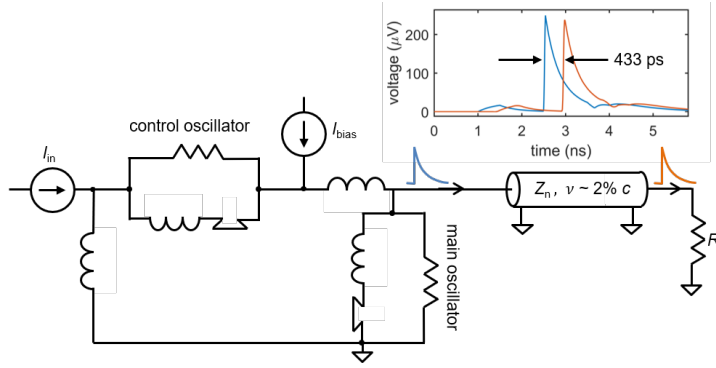 voltage (μV)
200
100
0
433 ps
0
1
2
3
4
5
time (ns)
control oscillator
I_bias
I_in
Z_n , ν ~ 2% c
main oscillator
R